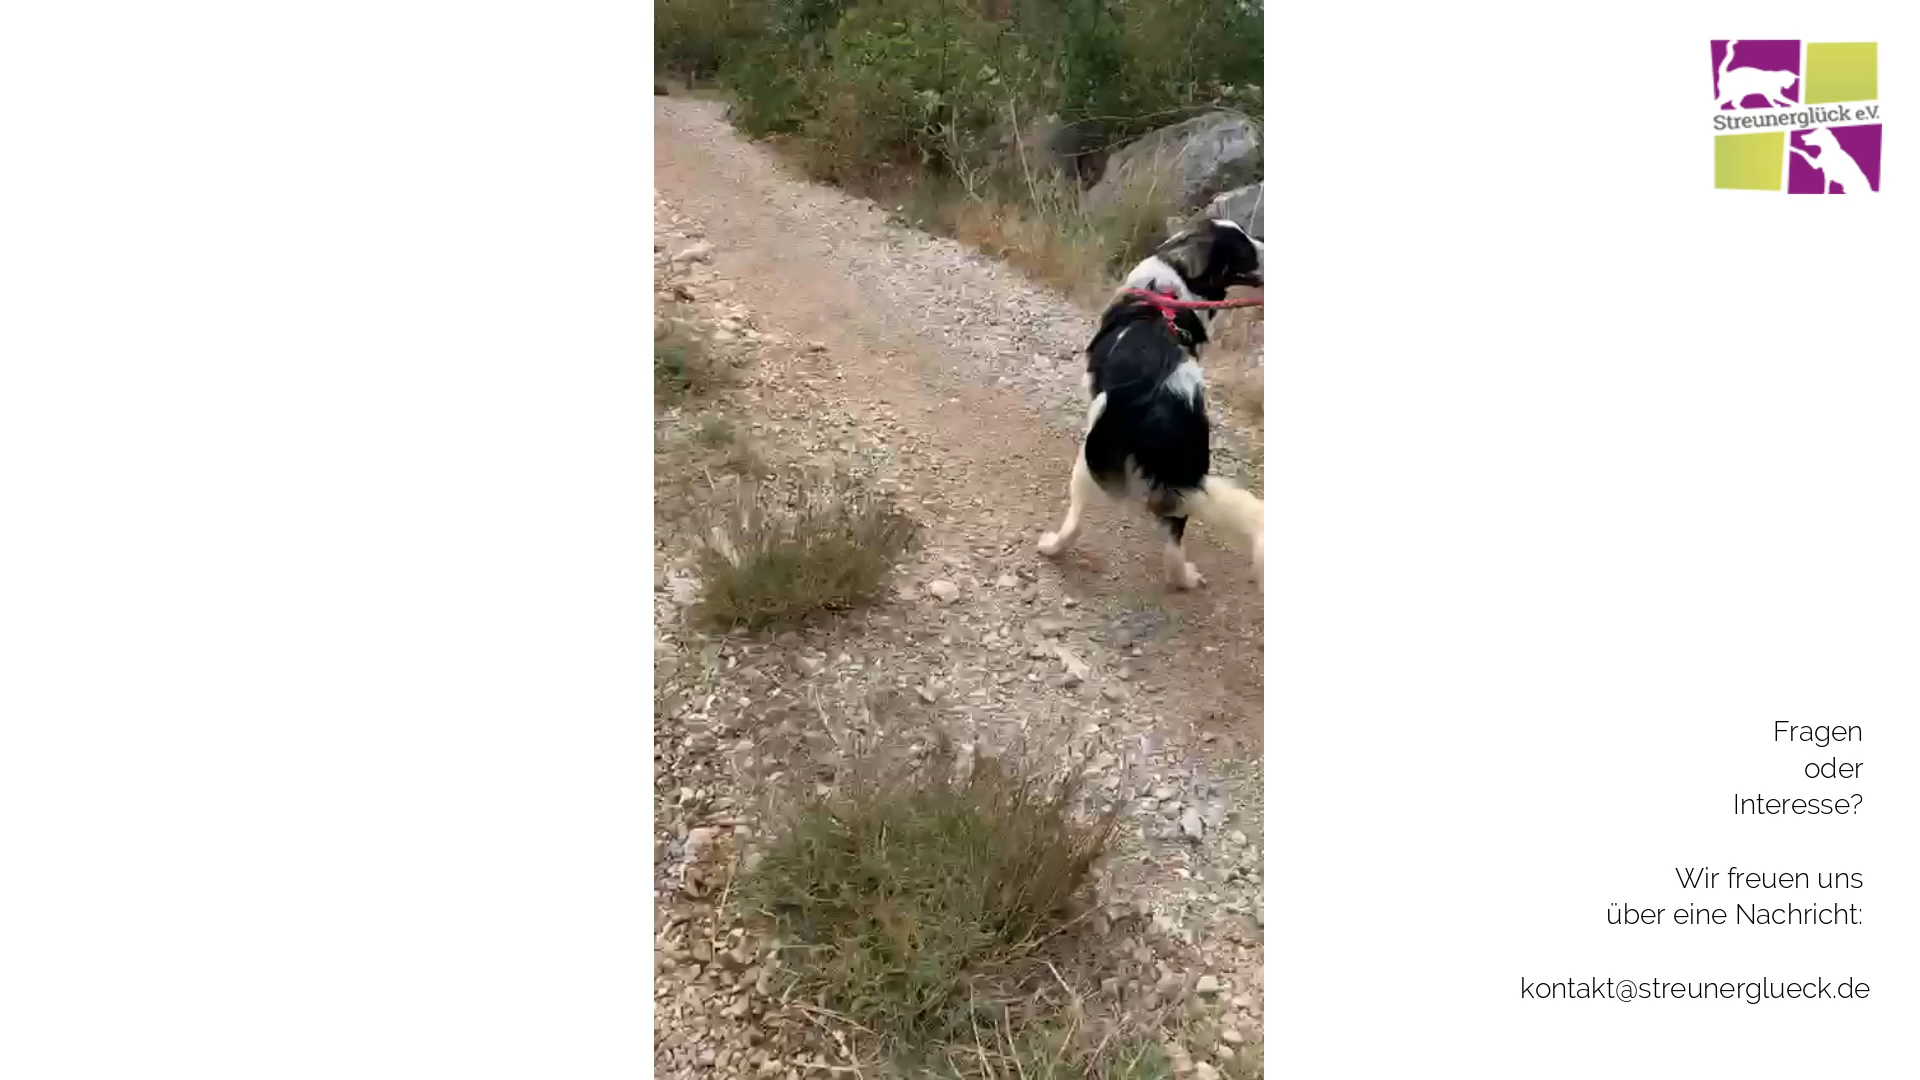 Streunerglück e.V.
Fragen
oder
Interesse?
Wir freuen uns
über eine Nachricht:
kontakt@streunerglueck.de